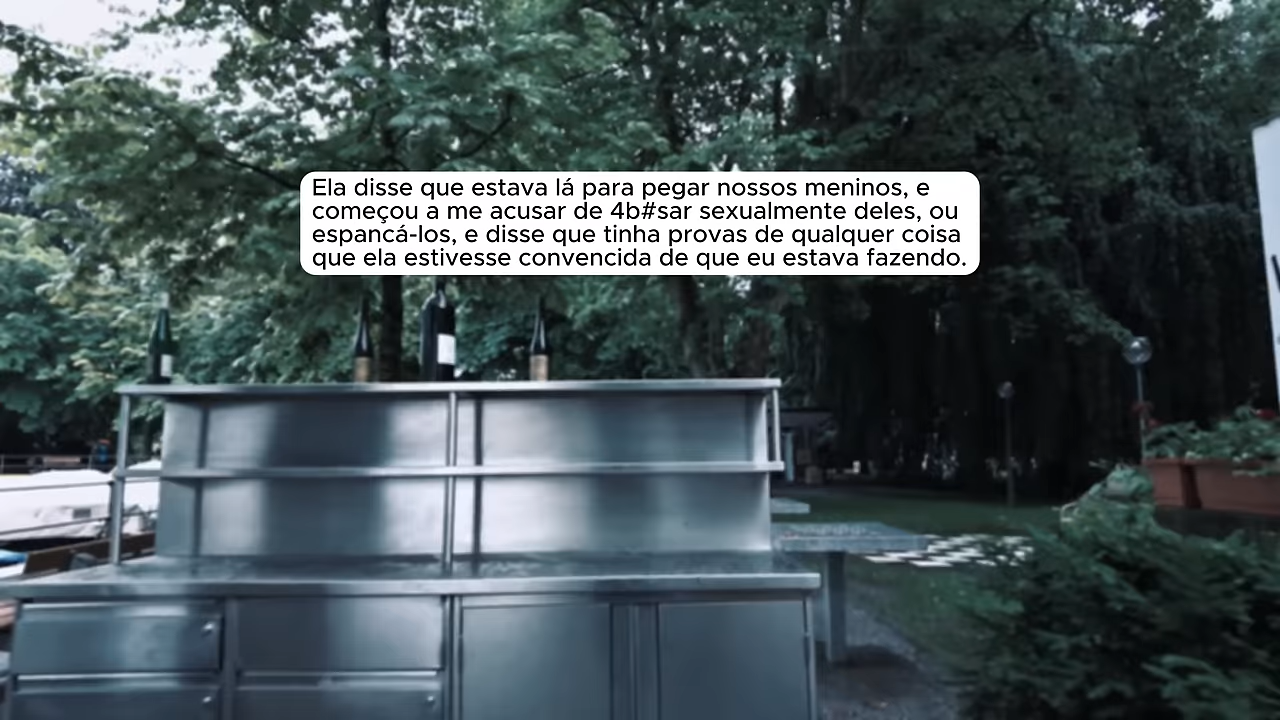 Ela disse que estava lá para pegar nossos meninos, e
começou a me acusar de 4b#sar sexualmente deles, ou
espancá-los, e disse que tinha provas de qualquer coisa
que ela estivesse convencida de que eu estava fazendo.